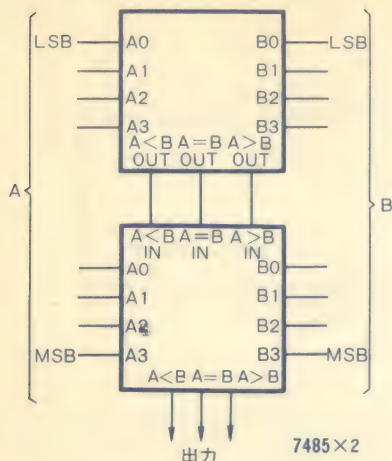 LSB A0 B0 LSB
A1 B1
A2 B2
A3 B3
A<B A=B A>B
OUT OUT OUT
A B
A<B A=B A>B
IN IN IN
A0 B0
A1 B1
A2 B2
MSB A3 B3 MSB
A<B A=B A>B
出力
7485×2